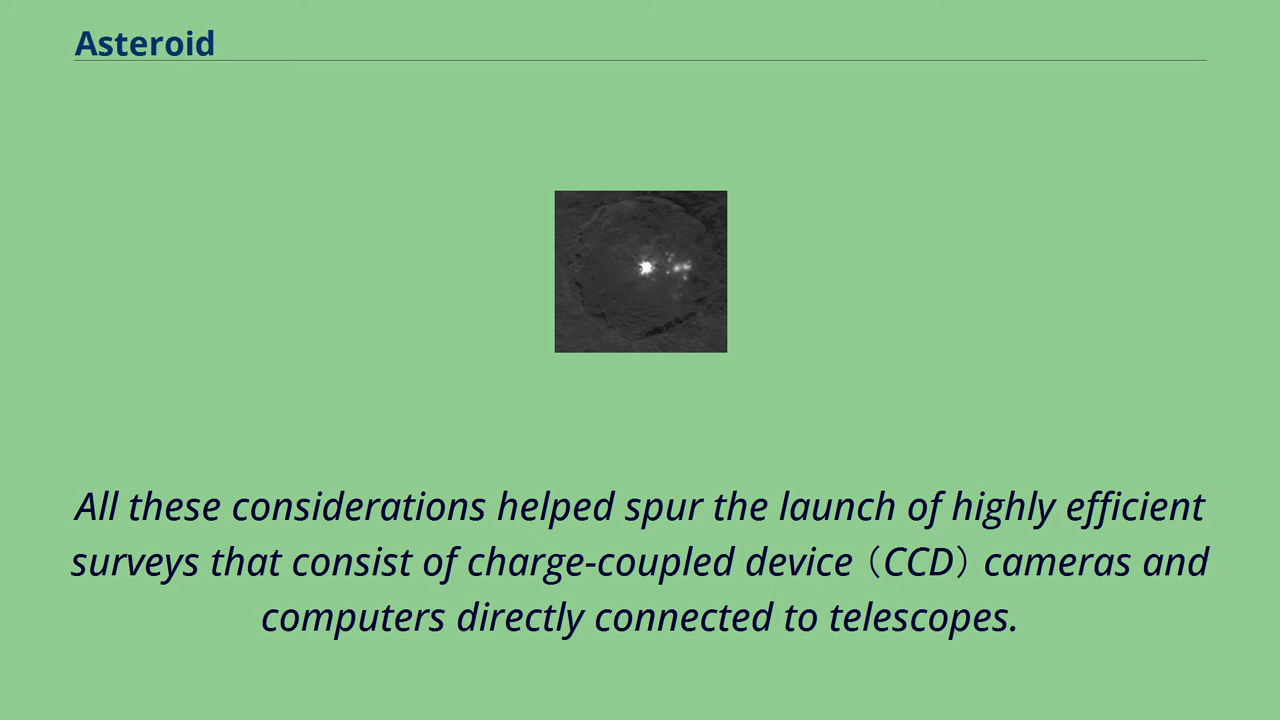 Asteroid
All these considerations helped spur the launch of highly efficient
surveys that consist of charge-coupled device（CCD）cameras and
computers directly connected to telescopes.